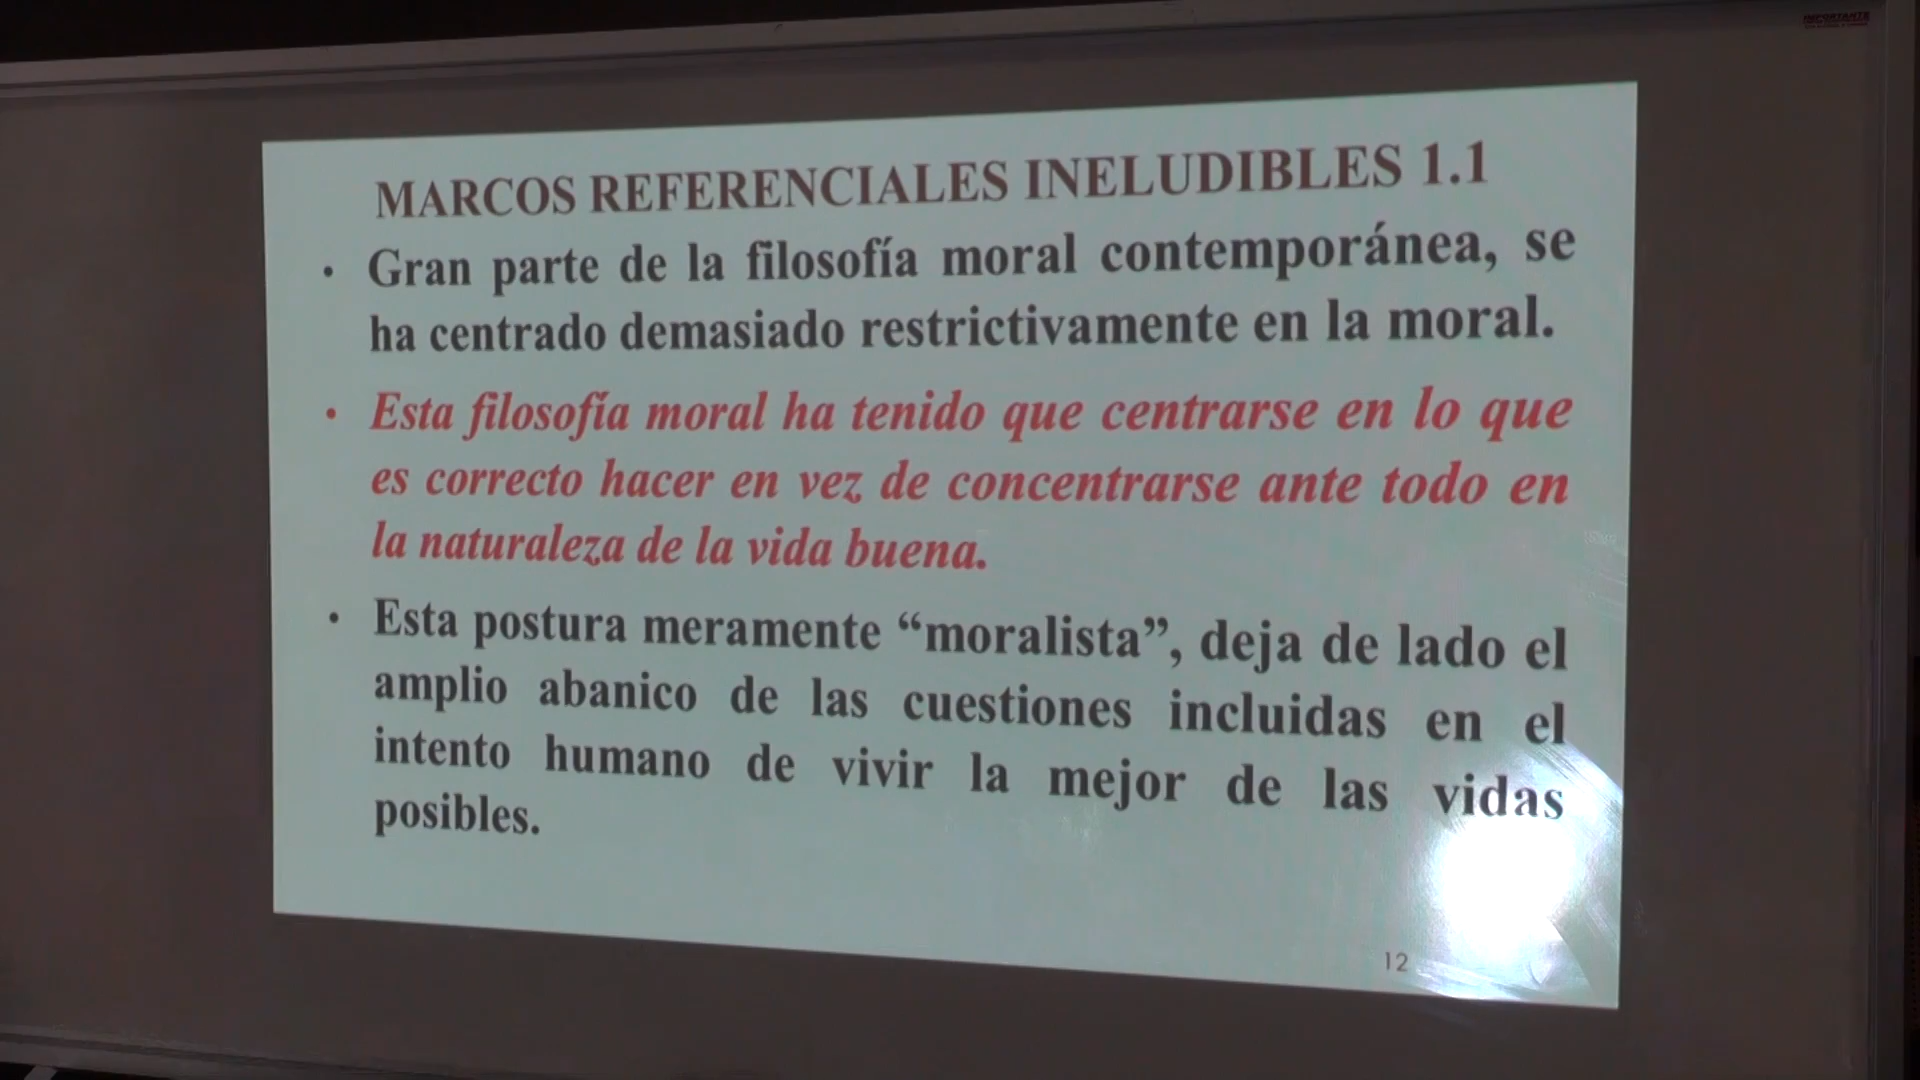 IMPORTANTE
MARCOS REFERENCIALES INELUDIBLES 1.1
• Gran parte de la filosofía moral contemporánea, se
ha centrado demasiado restrictivamente en la moral.
• Esta filosofía moral ha tenido que centrarse en lo que
es correcto hacer en vez de concentrarse ante todo en
la naturaleza de la vida buena.
• Esta postura meramente “moralista”, deja de lado el
amplio abanico de las cuestiones incluidas en el
intento humano de vivir la mejor de las vidas
posibles.
12